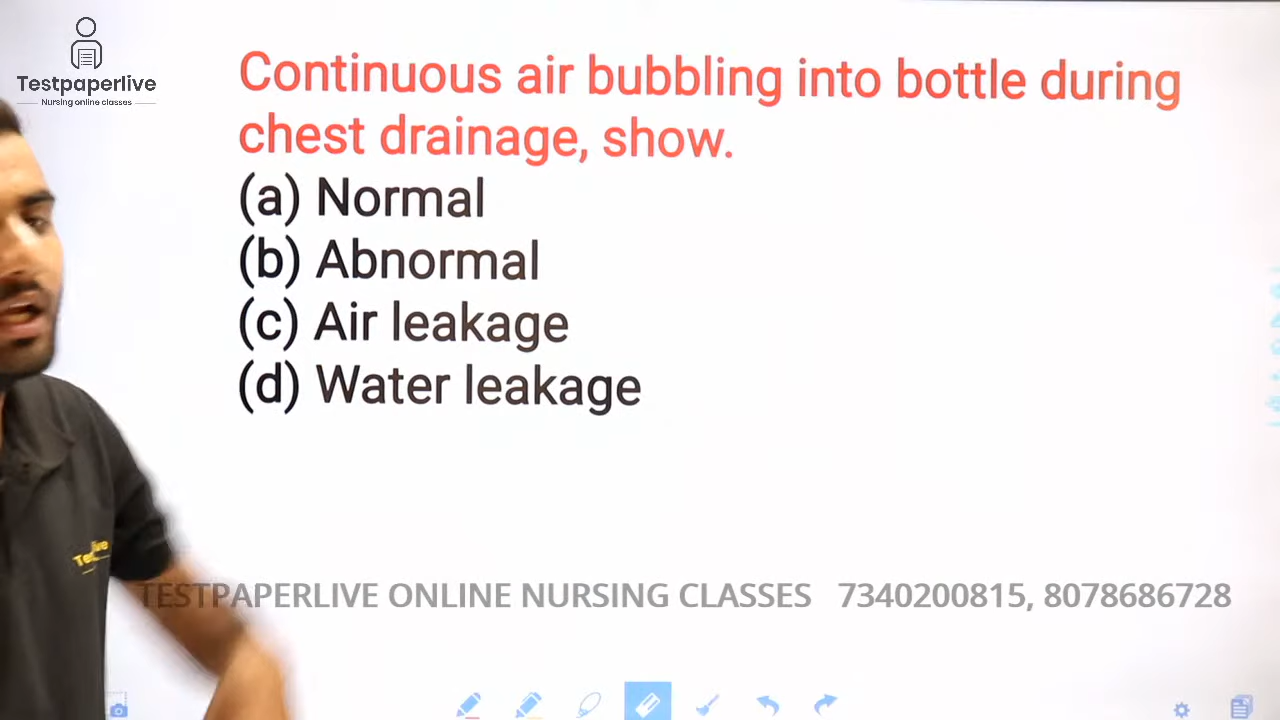 Testpaperlive
Nursing online classes
Continuous air bubbling into bottle during
chest drainage, show.
(a) Normal
(b) Abnormal
(c) Air leakage
(d) Water leakage
TESTPAPERLIVE ONLINE NURSING CLASSES 7340200815, 8078686728